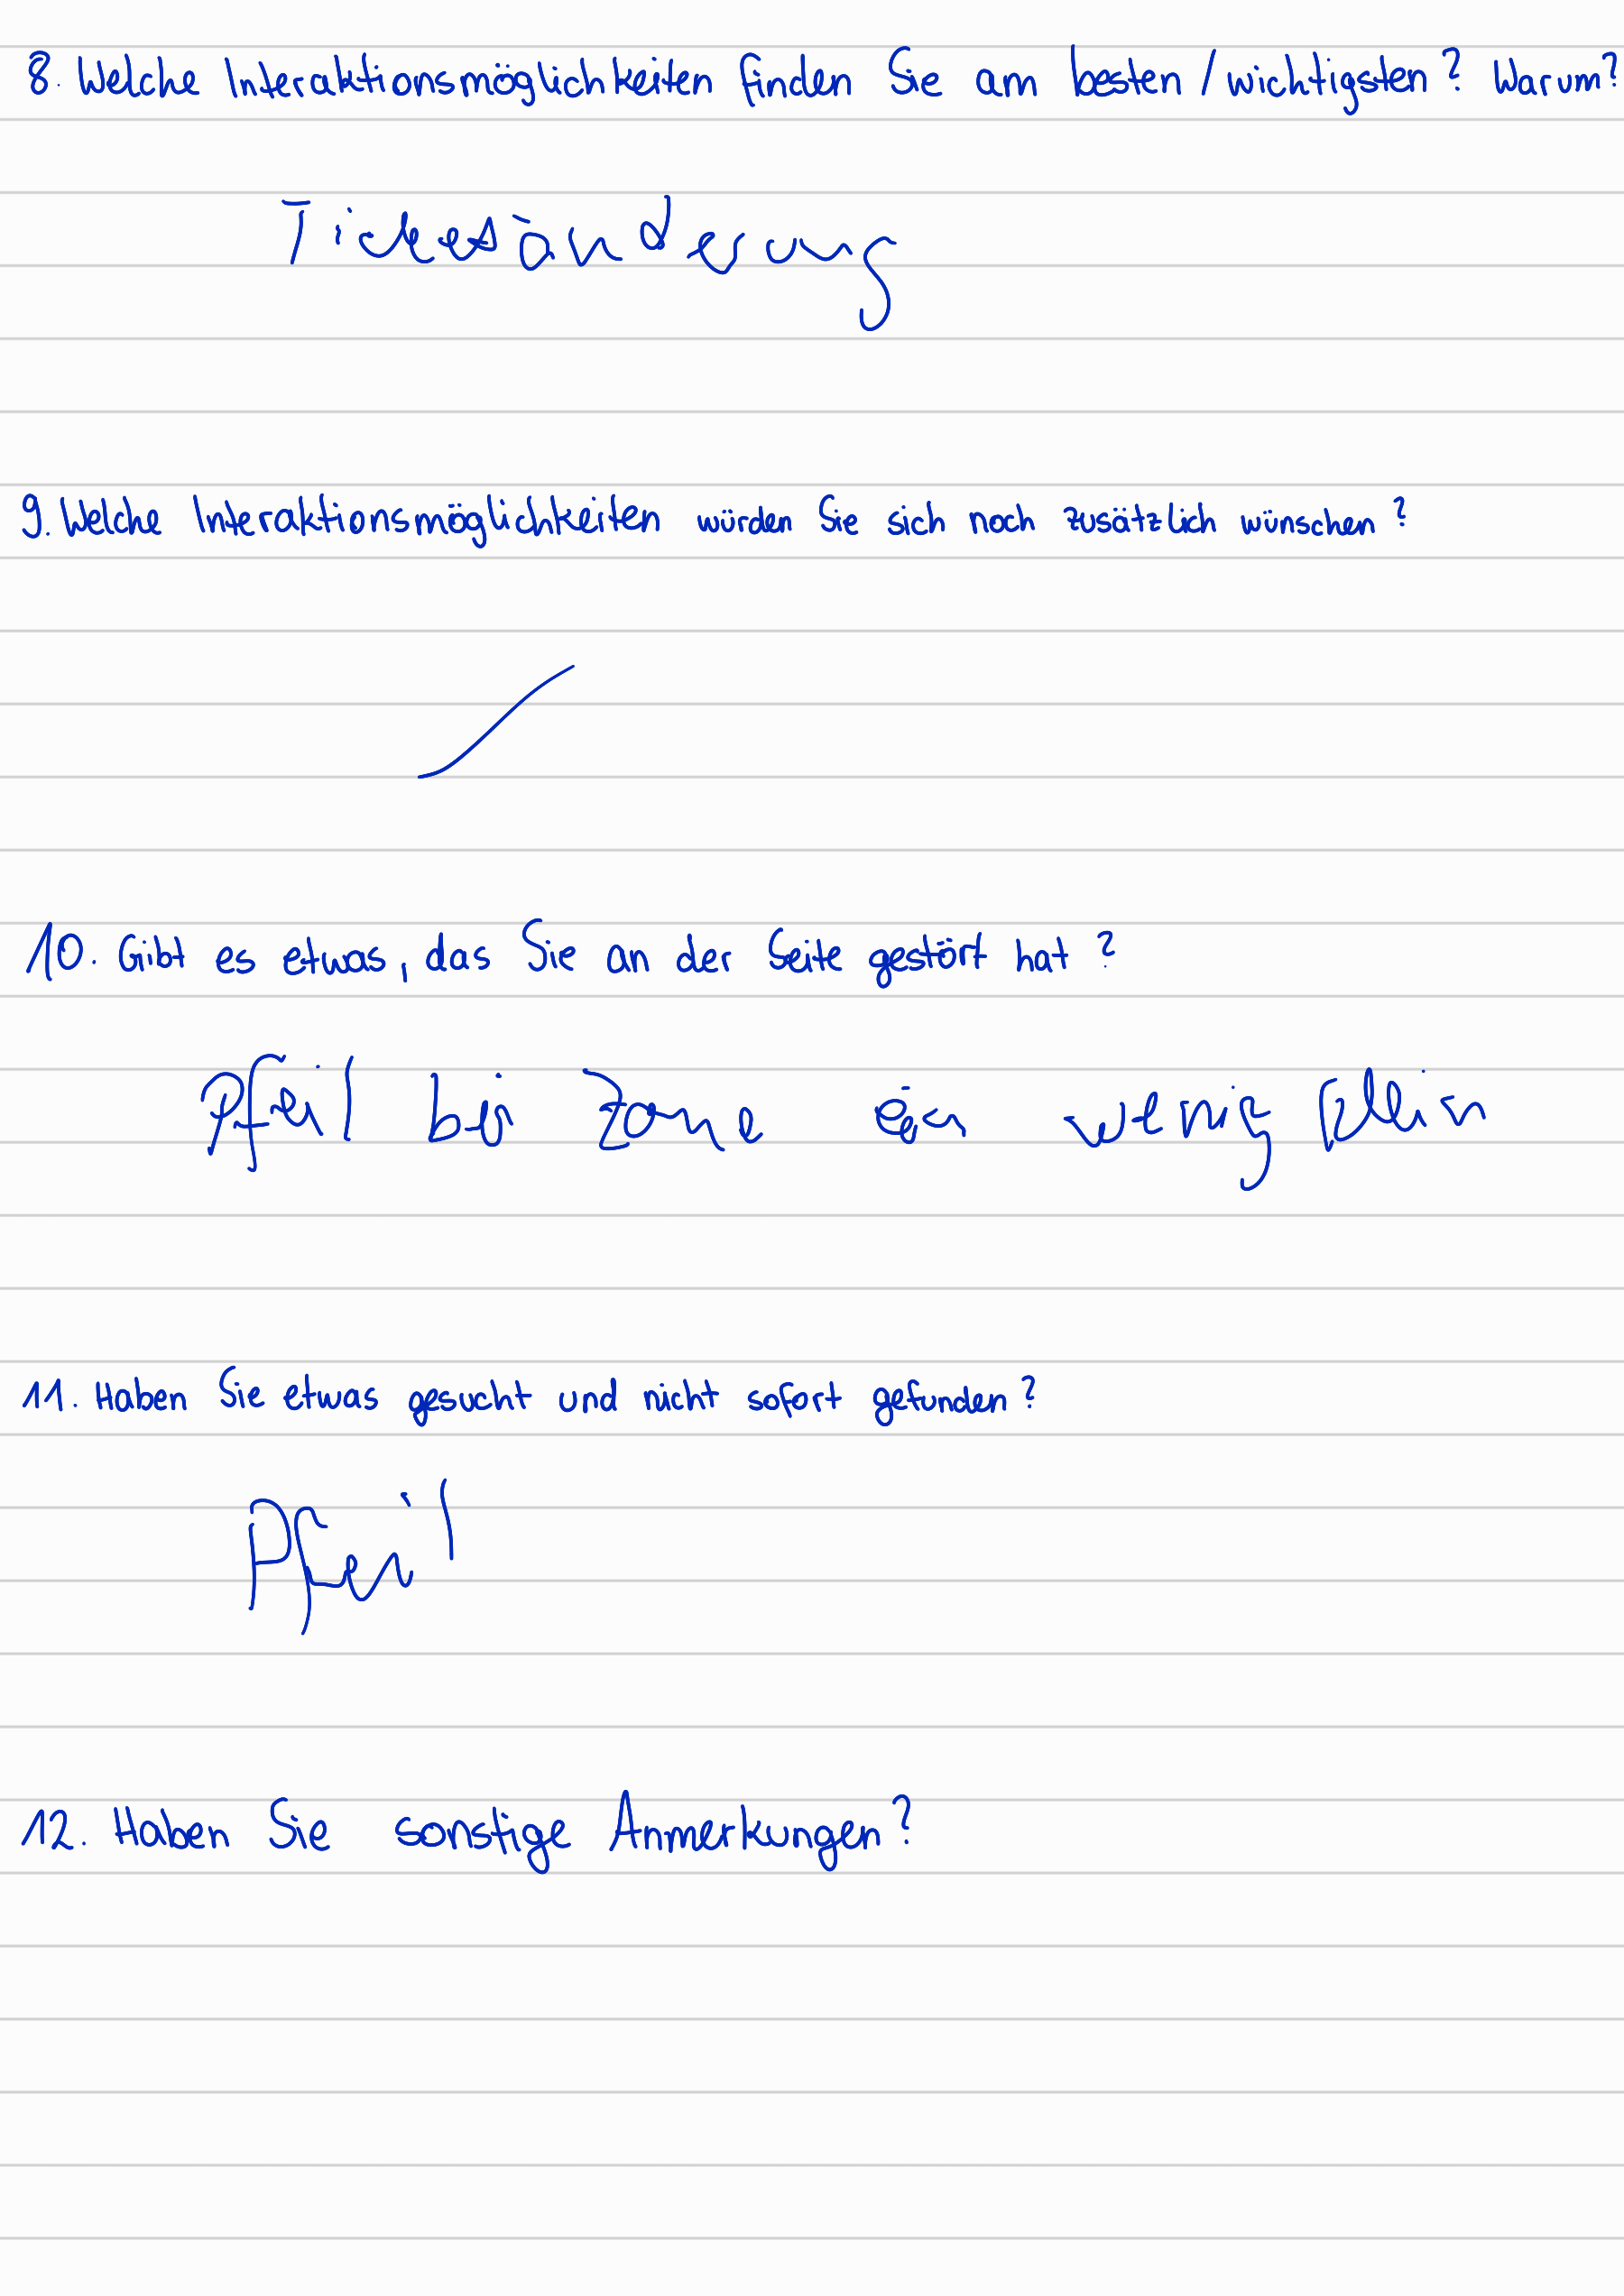 8. Welche Interaktionsmöglichkeiten finden Sie am besten / wichtigsten? Warum?
Ticketänderung
9. Welche Interaktionsmöglichkeiten würden Sie sich noch zusätzlich wünschen?
10. Gibt es etwas, das Sie an der Seite gestört hat?
Pfeil bei Zone ein wenig klein
11. Haben Sie etwas gesucht und nicht sofort gefunden?
Pfeil
12. Haben Sie sonstige Anmerkungen?